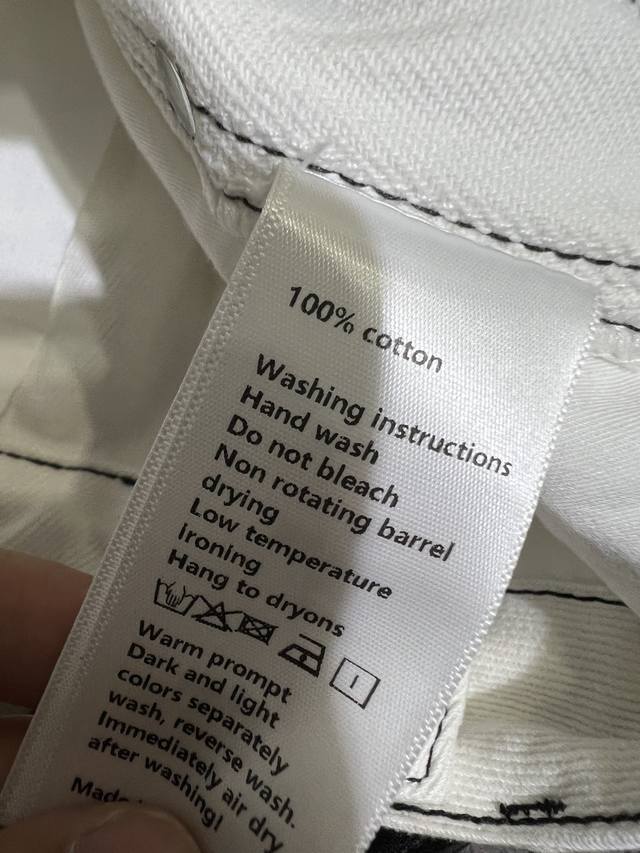 100% cotton
Washing instructions
Hand wash
Do not bleach
Non rotating barrel
drying
Low temperature
Ironing
Hang to dryons
Warm prompt
Dark and light
colors separately
wash, reverse wash.
Immediately air dry
after washing!
Made